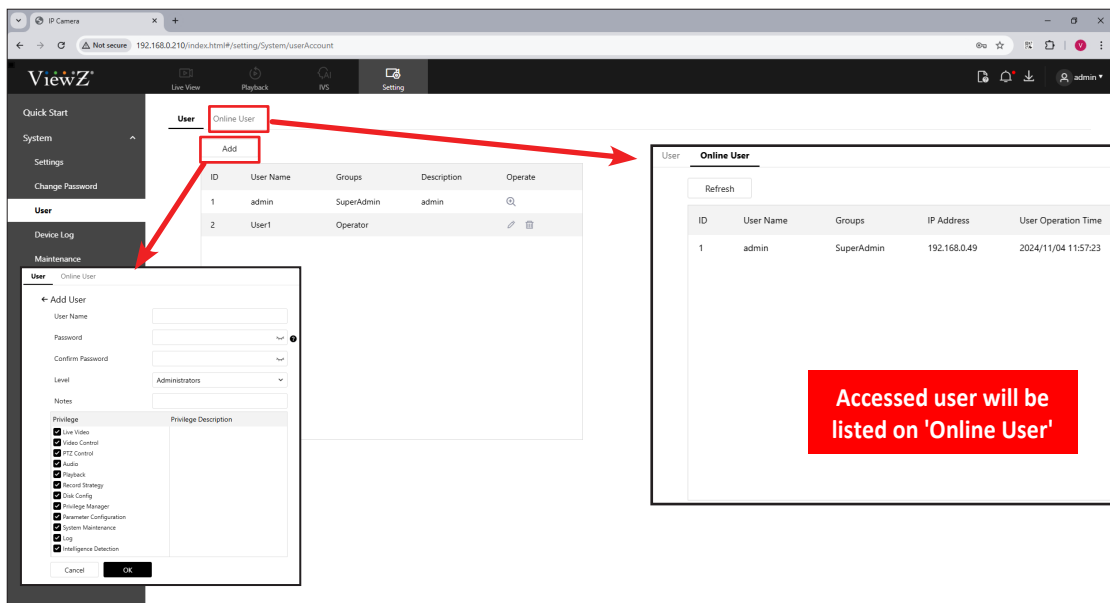 IP Camera
Not secure 192.168.0.210/index.html#/setting/System/userAccount
ViewZ
Live View Playback IVS Setting
admin
Quick Start
System
Settings
Change Password
User
Device Log
Maintenance
User Online User
Add
ID User Name Groups Description Operate
1 admin SuperAdmin admin
2 User1 Operator
User Online User
Add User
User Name
Password
Confirm Password
Level Administrators
Notes
Privilege Privilege Description
Live Video
Video Control
PTZ Control
Audio
Playback
Record Strategy
Disk Config
Privilege Manager
Parameter Configuration
System Maintenance
Log
Intelligence Detection
Cancel OK
User Online User
Refresh
ID User Name Groups IP Address User Operation Time
1 admin SuperAdmin 192.168.0.49 2024/11/04 11:57:23
Accessed user will be
listed on 'Online User'